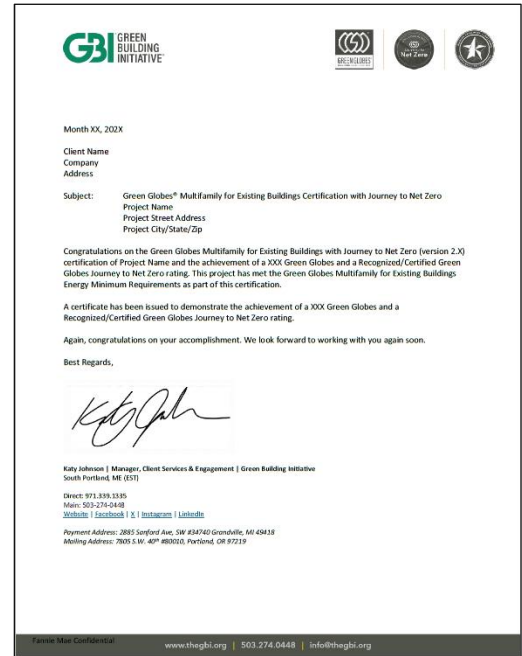 GBI GREEN
BUILDING
INITIATIVE
GREEN GLOBES
Net Zero
Month XX, 202X
Client Name
Company
Address
Subject: Green Globes® Multifamily for Existing Buildings Certification with Journey to Net Zero
Project Name
Project Street Address
Project City/State/Zip
Congratulations on the Green Globes Multifamily for Existing Buildings with Journey to Net Zero (version 2.X)
certification of Project Name and the achievement of a XXX Green Globes and a Recognized/Certified Green
Globes Journey to Net Zero rating. This project has met the Green Globes Multifamily for Existing Buildings
Energy Minimum Requirements as part of this certification.
A certificate has been issued to demonstrate the achievement of a XXX Green Globes and a
Recognized/Certified Green Globes Journey to Net Zero rating.
Again, congratulations on your accomplishment. We look forward to working with you again soon.
Best Regards,
Katy Johnson | Manager, Client Services & Engagement | Green Building Initiative
South Portland, ME (EST)
Direct: 971.339.1335
Main: 503-274-0448
Website | Facebook | X | Instagram | LinkedIn
Payment Address: 2885 Sanford Ave, SW #34740 Grandville, MI 49418
Mailing Address: 7805 S.W. 40th #80010, Portland, OR 97219
Fannie Mae Confidential
www.thegbi.org | 503.274.0448 | info@thegbi.org